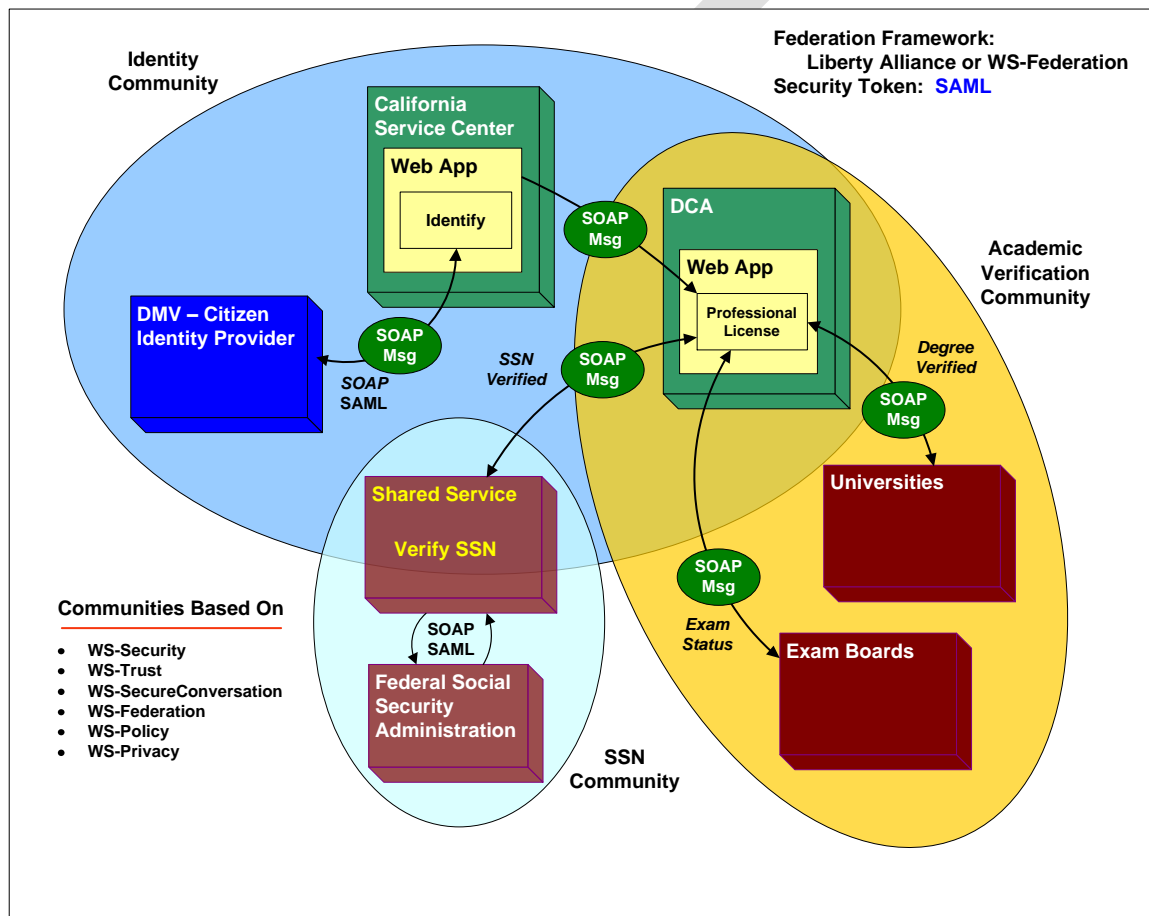 Identity
Community
Federation Framework:
Liberty Alliance or WS-Federation
Security Token: SAML
California
Service Center
Web App
Identify
SOAP
Msg
DCA
Web App
Professional
License
Academic
Verification
Community
DMV – Citizen
Identity Provider
SOAP
Msg
SOAP
SAML
SSN
Verified
SOAP
Msg
Degree
Verified
SOAP
Msg
Shared Service
Verify SSN
Universities
SOAP
Msg
Exam
Status
Communities Based On
• WS-Security
• WS-Trust
• WS-SecureConversation
• WS-Federation
• WS-Policy
• WS-Privacy
SOAP
SAML
Federal Social
Security
Administration
Exam Boards
SSN
Community